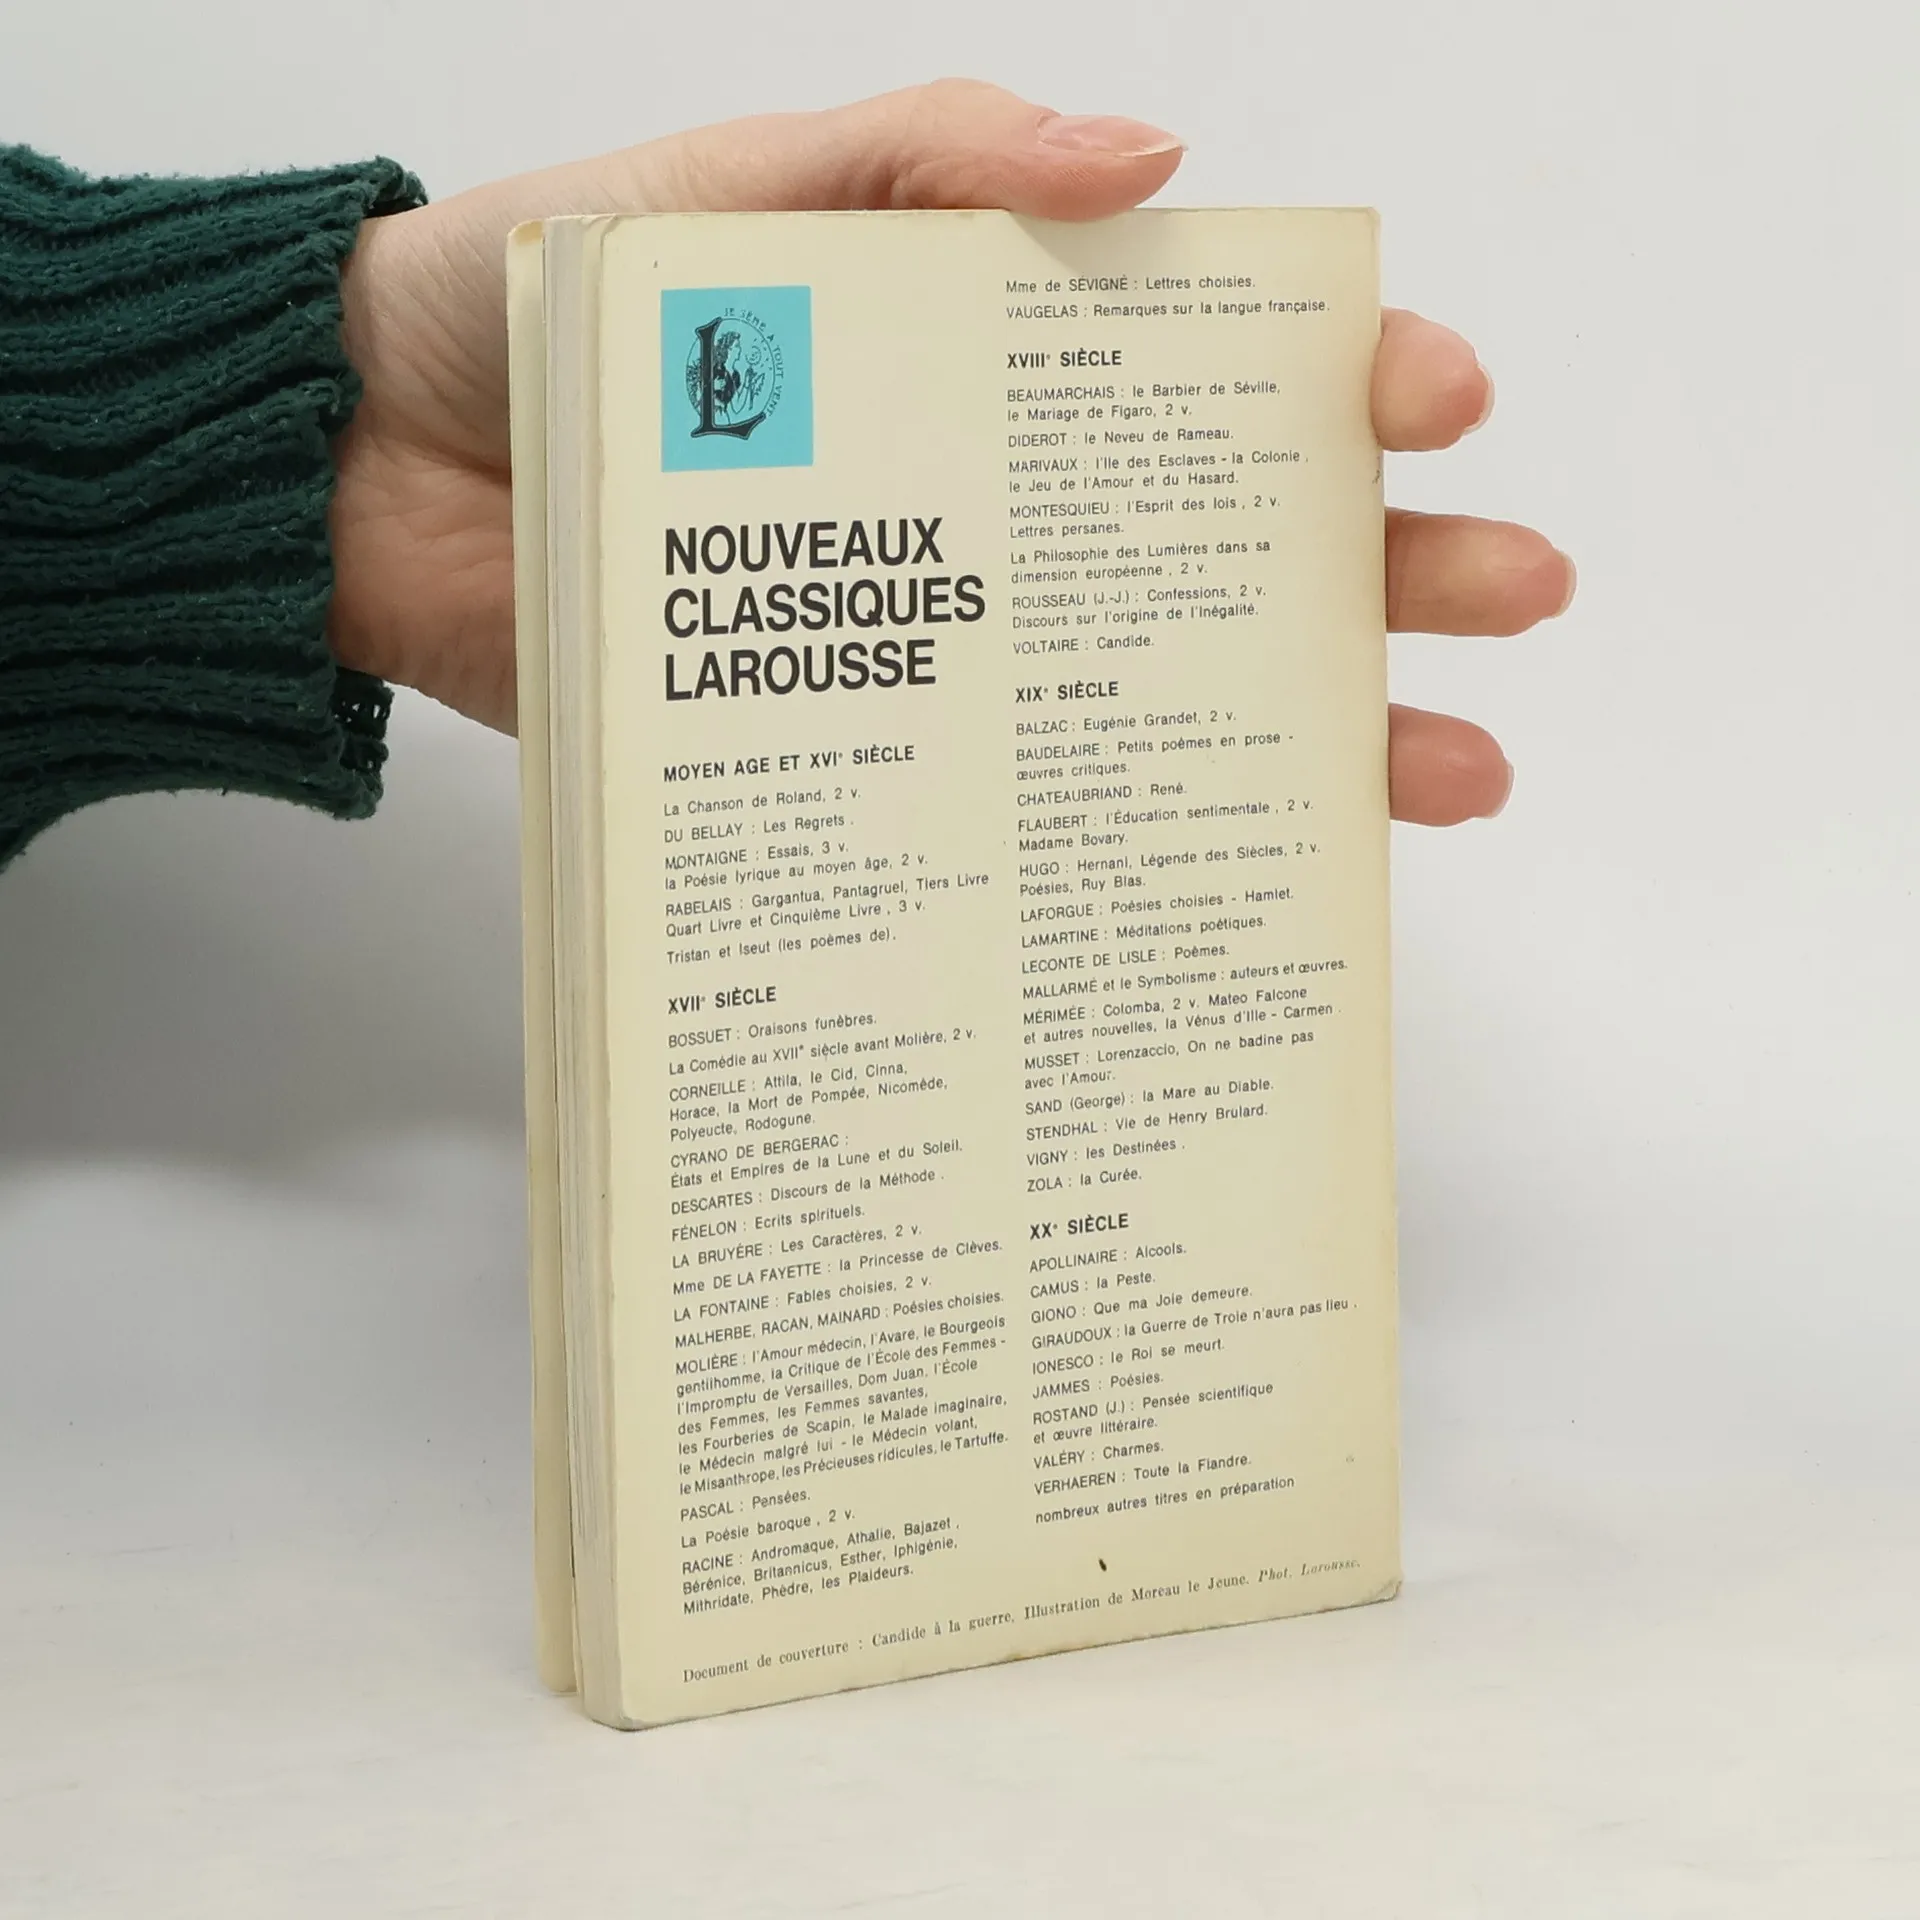 JE SÈME À TOUT VENT
NOUVEAUX
CLASSIQUES
LAROUSSE
MOYEN AGE ET XVIe SIÈCLE
La Chanson de Roland, 2 v.
DU BELLAY : Les Regrets .
MONTAIGNE : Essais, 3 v.
la Poésie lyrique au moyen âge, 2 v.
RABELAIS : Gargantua, Pantagruel, Tiers Livre
Quart Livre et Cinquième Livre , 3 v.
Tristan et Iseut (les poèmes de).
XVIIe SIÈCLE
BOSSUET : Oraisons funèbres.
La Comédie au XVIIe siècle avant Molière, 2 v.
CORNEILLE : Attila, le Cid, Cinna,
Horace, la Mort de Pompée, Nicomède,
Polyeucte, Rodogune.
CYRANO DE BERGERAC :
États et Empires de la Lune et du Soleil.
DESCARTES : Discours de la Méthode .
FÉNELON : Ecrits spirituels.
LA BRUYÈRE : Les Caractères, 2 v.
Mme DE LA FAYETTE : la Princesse de Clèves.
LA FONTAINE : Fables choisies, 2 v.
MALHERBE, RACAN, MAINARD : Poésies choisies.
MOLIÈRE : l'Amour médecin, l'Avare, le Bourgeois
gentilhomme, la Critique de l'École des Femmes -
l'Impromptu de Versailles, Dom Juan, l'École
des Femmes, les Femmes savantes,
les Fourberies de Scapin, le Malade imaginaire,
le Médecin malgré lui - le Médecin volant,
le Misanthrope, les Précieuses ridicules, le Tartuffe.
PASCAL : Pensées.
La Poésie baroque , 2 v.
RACINE : Andromaque, Athalie, Bajazet ,
Bérénice, Britannicus, Esther, Iphigénie,
Mithridate, Phèdre, les Plaideurs.
Mme de SÉVIGNÉ : Lettres choisies.
VAUGELAS : Remarques sur la langue française.
XVIIIe SIÈCLE
BEAUMARCHAIS : le Barbier de Séville,
le Mariage de Figaro, 2 v.
DIDEROT : le Neveu de Rameau.
MARIVAUX : l'Ile des Esclaves - la Colonie ,
le Jeu de l'Amour et du Hasard.
MONTESQUIEU : l'Esprit des lois , 2 v.
Lettres persanes.
La Philosophie des Lumières dans sa
dimension européenne , 2 v.
ROUSSEAU (J.-J.) : Confessions, 2 v.
Discours sur l'origine de l'Inégalité.
VOLTAIRE : Candide.
XIXe SIÈCLE
BALZAC : Eugénie Grandet, 2 v.
BAUDELAIRE : Petits poèmes en prose -
œuvres critiques.
CHATEAUBRIAND : René.
FLAUBERT : l'Éducation sentimentale , 2 v.
Madame Bovary.
HUGO : Hernani, Légende des Siècles, 2 v.
Poésies, Ruy Blas.
LAFORGUE : Poésies choisies - Hamlet.
LAMARTINE : Méditations poétiques.
LECONTE DE LISLE : Poèmes.
MALLARMÉ et le Symbolisme : auteurs et œuvres.
MÉRIMÉE : Colomba, 2 v. Mateo Falcone
et autres nouvelles, la Vénus d'Ille - Carmen .
MUSSET : Lorenzaccio, On ne badine pas
avec l'Amour.
SAND (George) : la Mare au Diable.
STENDHAL : Vie de Henry Brulard.
VIGNY : les Destinées .
ZOLA : la Curée.
XXe SIÈCLE
APOLLINAIRE : Alcools.
CAMUS : la Peste.
GIONO : Que ma Joie demeure.
GIRAUDOUX : la Guerre de Troie n'aura pas lieu .
IONESCO : le Roi se meurt.
JAMMES : Poésies.
ROSTAND (J.) : Pensée scientifique
et œuvre littéraire.
VALÉRY : Charmes.
VERHAEREN : Toute la Flandre.
nombreux autres titres en préparation
Document de couverture : Candide à la guerre. Illustration de Moreau le Jeune. Phot. Larousse.